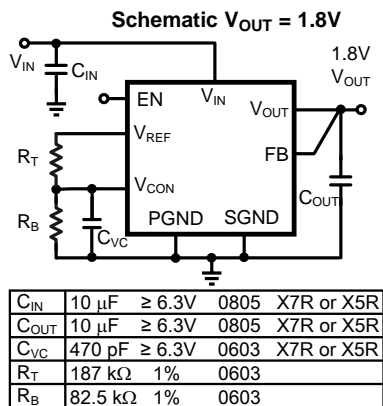 Schematic VOUT = 1.8V
VIN
CIN
1.8V
VOUT
EN
VIN
VOUT
VREF
RT
FB
VCON
COUT
RB
CVC
PGND SGND
CIN 10 μF ≥ 6.3V 0805 X7R or X5R
COUT 10 μF ≥ 6.3V 0805 X7R or X5R
CVC 470 pF ≥ 6.3V 0603 X7R or X5R
RT 187 kΩ 1% 0603
RB 82.5 kΩ 1% 0603